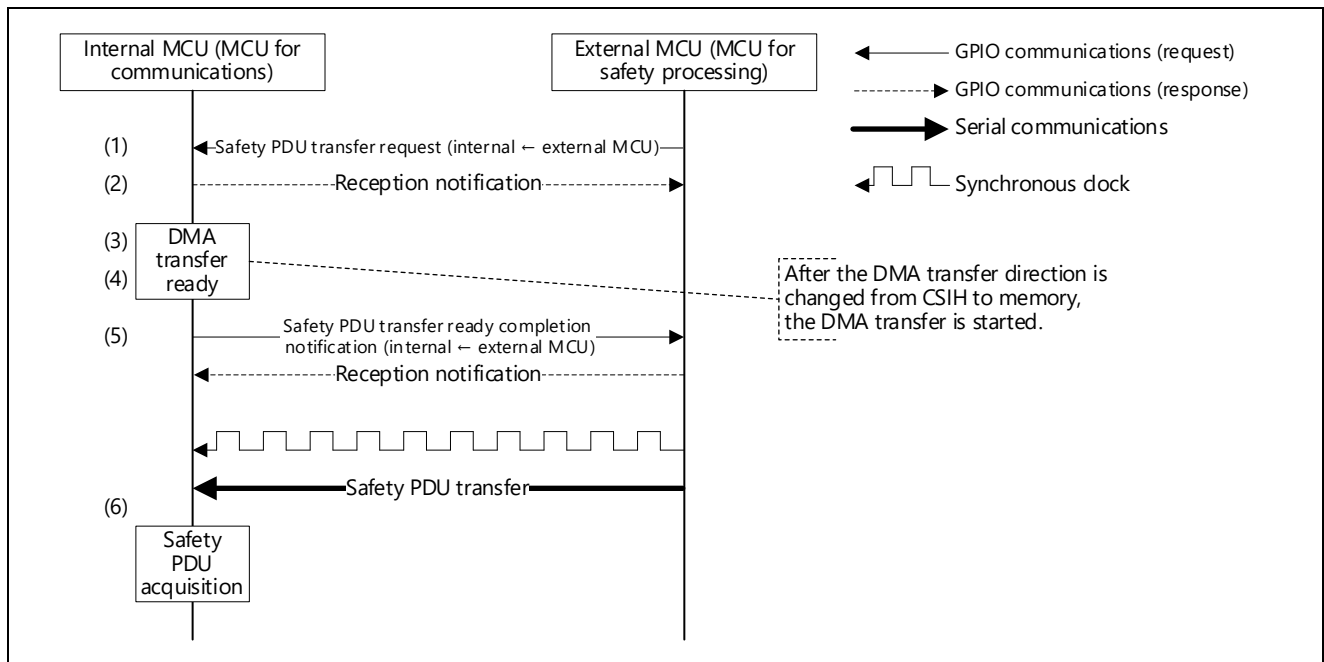 Internal MCU (MCU for
communications)
External MCU (MCU for
safety processing)
GPIO communications (request)
GPIO communications (response)
Serial communications
Synchronous clock
(1)
Safety PDU transfer request (internal ← external MCU)
(2)
Reception notification
(3)
(4)
DMA
transfer
ready
After the DMA transfer direction is
changed from CSIH to memory,
the DMA transfer is started.
(5)
Safety PDU transfer ready completion
notification (internal ← external MCU)
Reception notification
Safety PDU transfer
(6)
Safety
PDU
acquisition